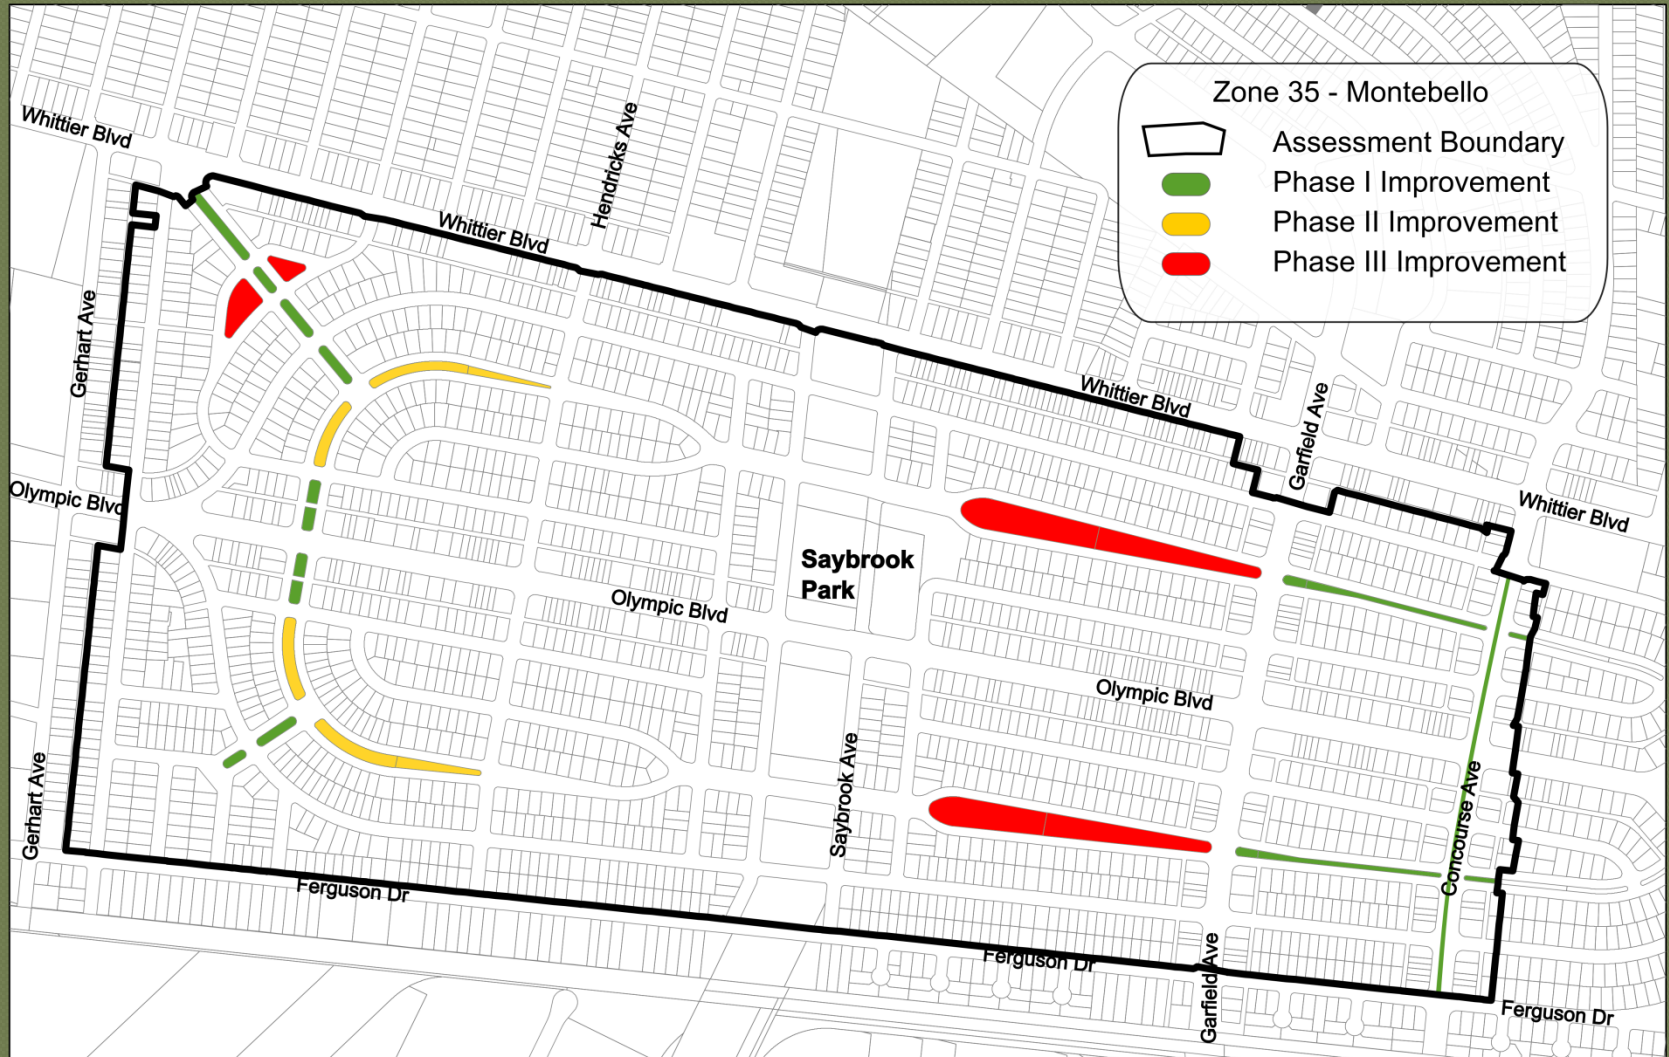 Zone 35 - Montebello
Assessment Boundary
Phase I Improvement
Phase II Improvement
Phase III Improvement
Whittier Blvd
Hendricks Ave
Whittier Blvd
Gerhart Ave
Whittier Blvd
Garfield Ave
Whittier Blvd
Olympic Blvd
Saybrook
Park
Olympic Blvd
Olympic Blvd
Saybrook Ave
Concourse Ave
Gerhart Ave
Ferguson Dr
Ferguson Dr
Garfield Ave
Ferguson Dr